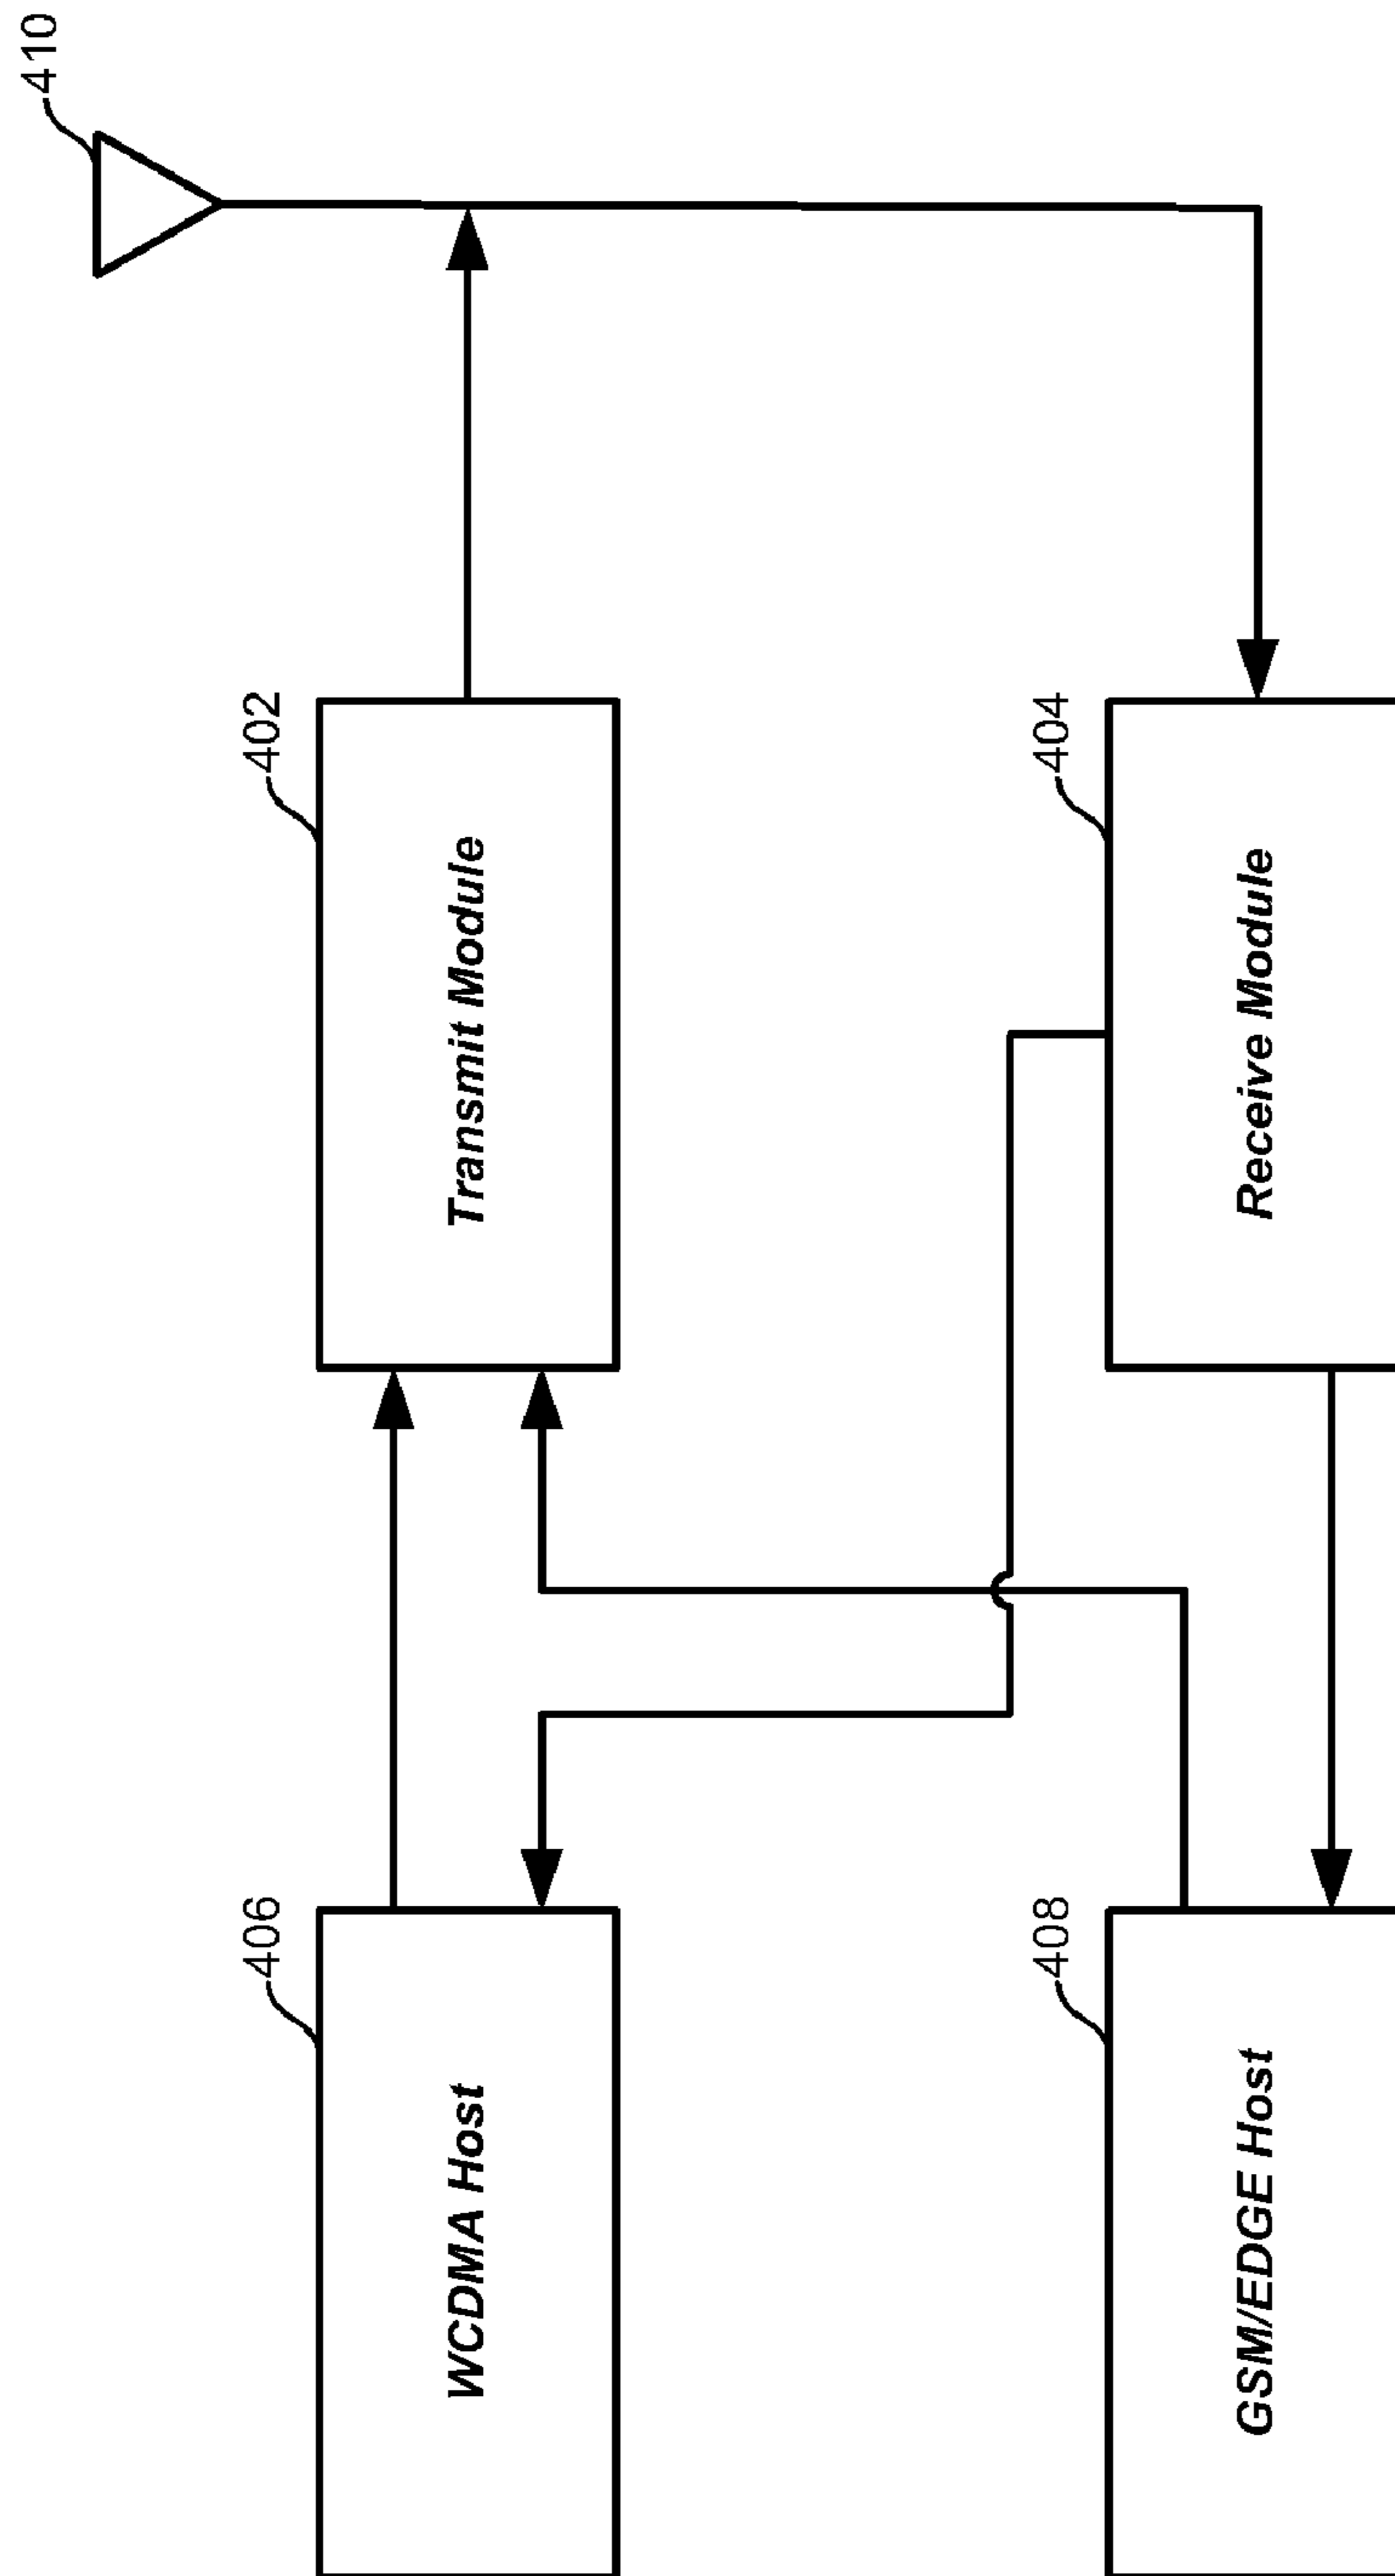 410
402
Transmit Module
404
Receive Module
406
WCDMA Host
408
GSM/EDGE Host